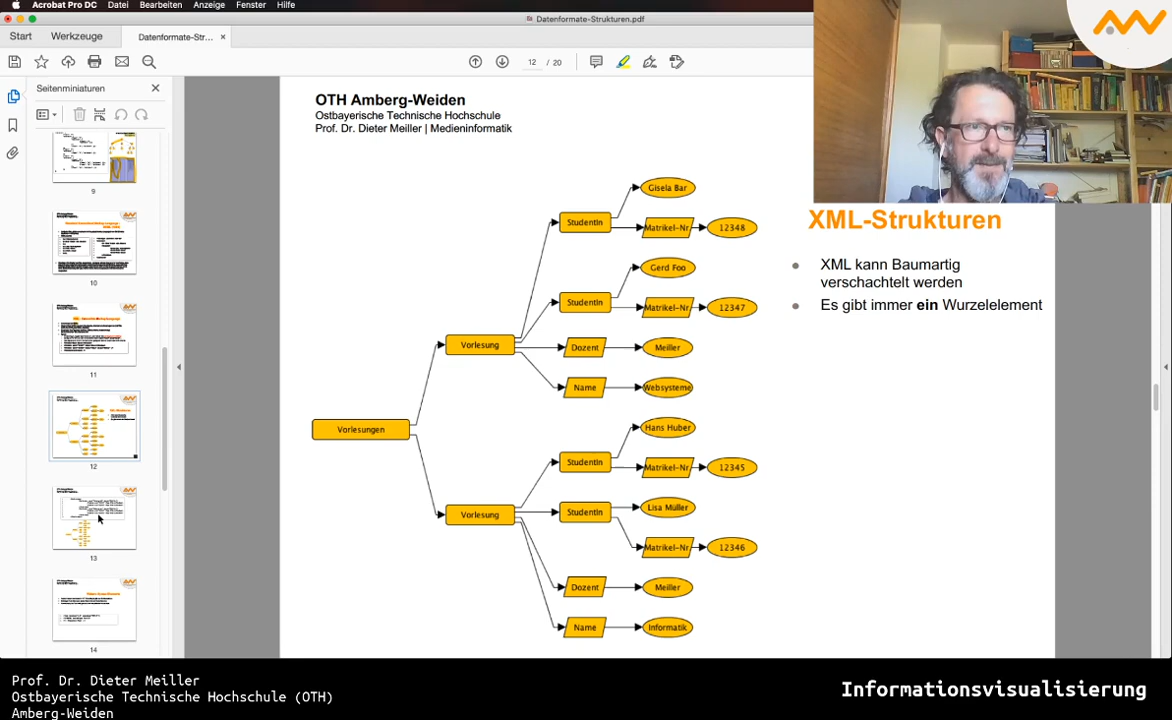 Acrobat Pro DC Datei Bearbeiten Anzeige Fenster Hilfe
Datenformate-Strukturen.pdf
Start Werkzeuge Datenformate-Str... ×
12 / 20
Seitenminiaturen
9
10
11
12
13
14
OTH Amberg-Weiden
Ostbayerische Technische Hochschule
Prof. Dr. Dieter Meiller | Medieninformatik
XML-Strukturen
XML kann Baumartig
verschachtelt werden
Es gibt immer ein Wurzelelement
Gisela Bar
StudentIn
Matrikel-Nr 12348
Gerd Foo
StudentIn
Matrikel-Nr 12347
Vorlesung Dozent Meiller
Name Websysteme
Vorlesungen
Hans Huber
StudentIn
Matrikel-Nr 12345
Vorlesung StudentIn Lisa Müller
Matrikel-Nr 12346
Dozent Meiller
Name Informatik
Prof. Dr. Dieter Meiller
Ostbayerische Technische Hochschule (OTH)
Amberg-Weiden
Informationsvisualisierung